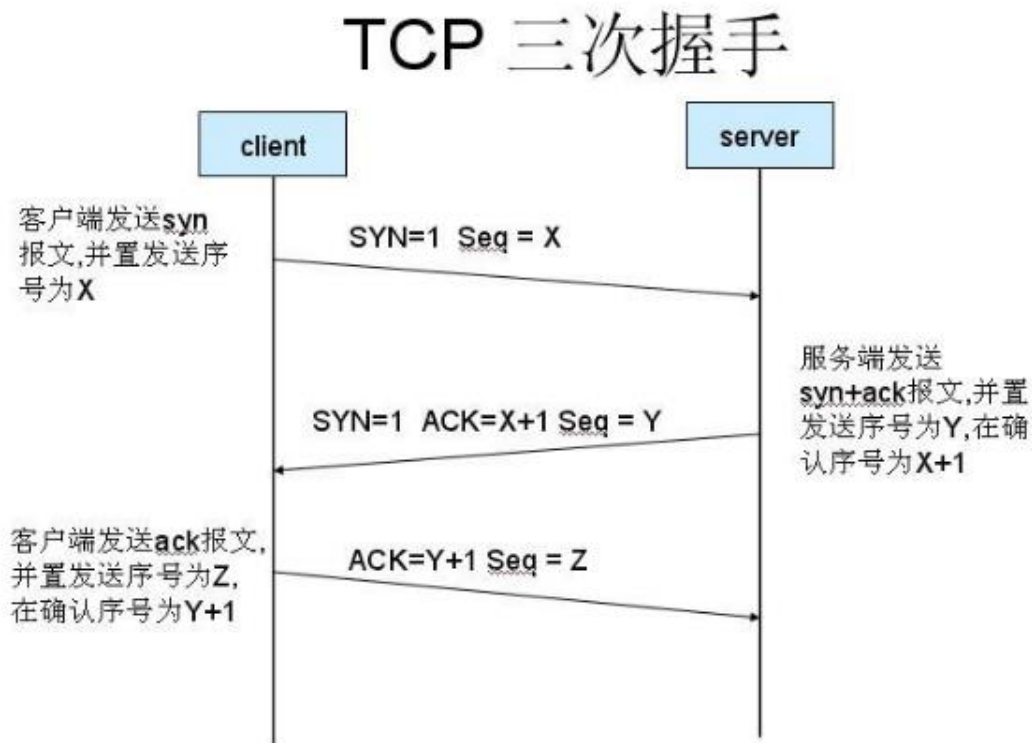 TCP 三次握手
client
server
客户端发送syn
报文,并置发送序
号为X
SYN=1 Seq = X
服务端发送
syn+ack报文,并置
发送序号为Y,在确
认序号为X+1
SYN=1 ACK=X+1 Seq = Y
客户端发送ack报文,
并置发送序号为Z,
在确认序号为Y+1
ACK=Y+1 Seq = Z